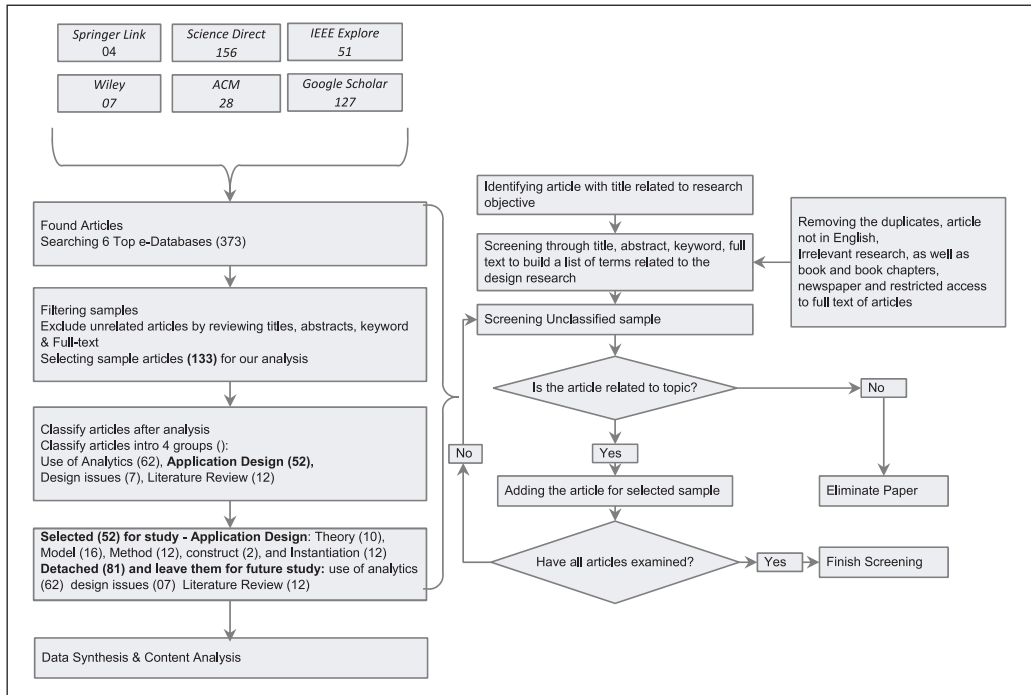 Springer Link
04
Science Direct
156
IEEE Explore
51
Wiley
07
ACM
28
Google Scholar
127
Found Articles
Searching 6 Top e-Databases (373)
Filtering samples
Exclude unrelated articles by reviewing titles, abstracts, keyword
& Full-text
Selecting sample articles (133) for our analysis
Classify articles after analysis
Classify articles intro 4 groups ():
Use of Analytics (62), Application Design (52),
Design issues (7), Literature Review (12)
Selected (52) for study - Application Design: Theory (10),
Model (16), Method (12), construct (2), and Instantiation (12)
Detached (81) and leave them for future study: use of analytics
(62) design issues (07) Literature Review (12)
Data Synthesis & Content Analysis
Identifying article with title related to research
objective
Screening through title, abstract, keyword, full
text to build a list of terms related to the
design research
Removing the duplicates, article
not in English,
Irrelevant research, as well as
book and book chapters,
newspaper and restricted access
to full text of articles
Screening Unclassified sample
Is the article related to topic?
No
Yes
No
Adding the article for selected sample
Eliminate Paper
Have all articles examined?
Yes
Finish Screening